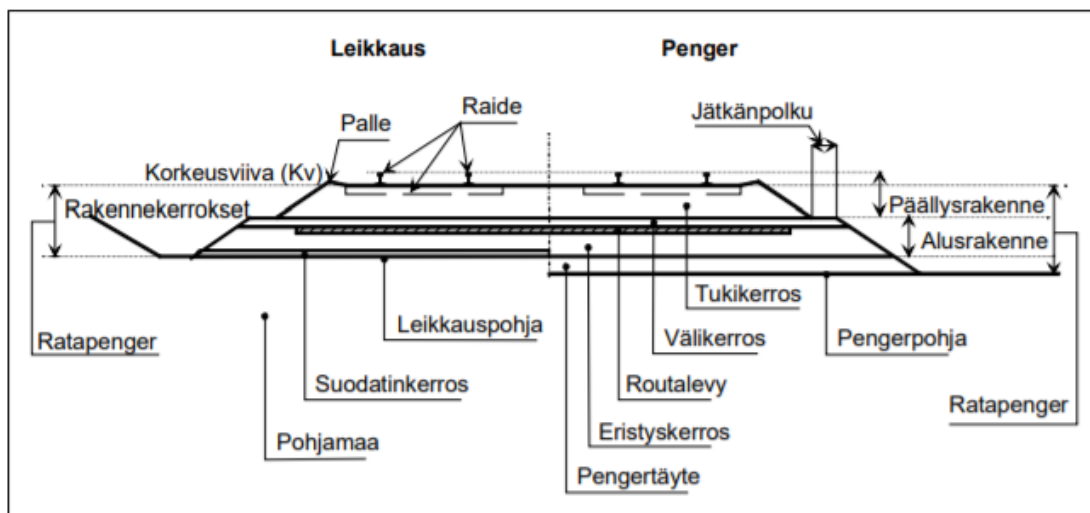 Leikkaus
Penger
Jätkänpolku
Raide
Palle
Korkeusviiva (Kv)
Rakennekerrokset
Päällysrakenne
Alusrakenne
Tukikerros
Leikkauspohja
Välikerros
Pengerpohja
Ratapenger
Suodatinkerros
Routalevy
Ratapenger
Eristyskerros
Pohjamaa
Pengertäyte